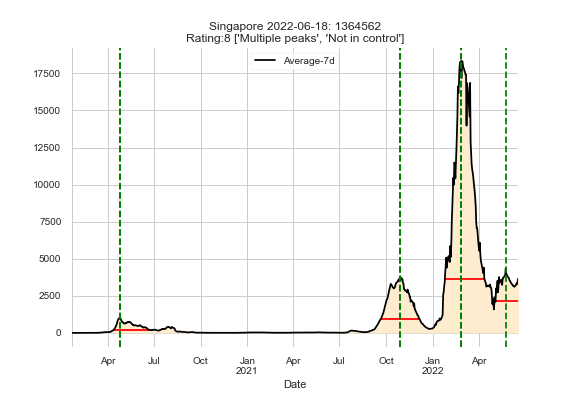 Singapore 2022-06-18: 1364562
Rating:8 ['Multiple peaks', 'Not in control']
Average-7d
17500
15000
12500
10000
7500
5000
2500
0
Apr Jul Oct Jan Apr Jul Oct Jan Apr
2021 2022
Date